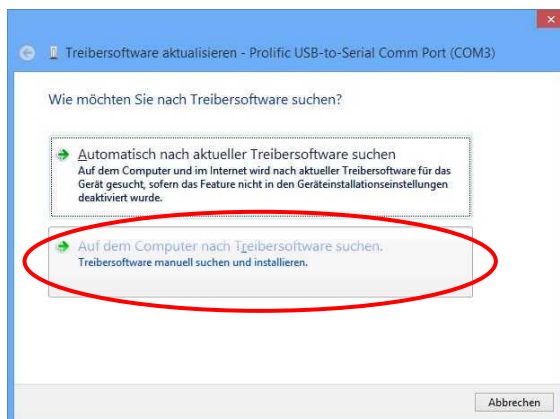 Treibersoftware aktualisieren - Prolific USB-to-Serial Comm Port (COM3)
Wie möchten Sie nach Treibersoftware suchen?
Automatisch nach aktueller Treibersoftware suchen
Auf dem Computer und im Internet wird nach aktueller Treibersoftware für das
Gerät gesucht, sofern das Feature nicht in den Geräteinstallationseinstellungen
deaktiviert wurde.
Auf dem Computer nach Treibersoftware suchen.
Treibersoftware manuell suchen und installieren.
Abbrechen